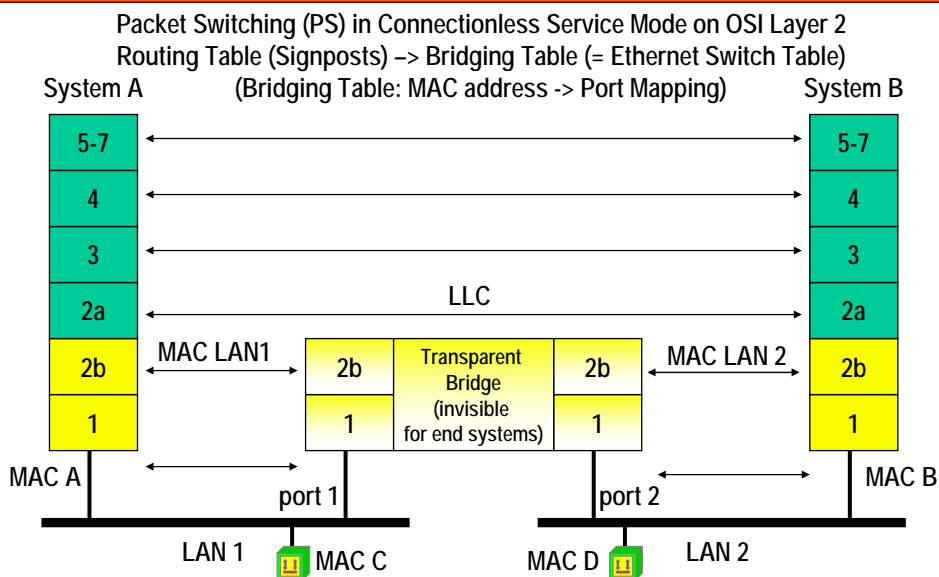 Packet Switching (PS) in Connectionless Service Mode on OSI Layer 2
Routing Table (Signposts) –> Bridging Table (= Ethernet Switch Table)
System A (Bridging Table: MAC address -> Port Mapping) System B
5-7 5-7
4 4
3 3
LLC
2a 2a
MAC LAN1 MAC LAN 2
2b 2b Transparent 2b 2b
Bridge
(invisible
1 1 for end systems) 1 1
MAC A MAC B
port 1 port 2
LAN 1 MAC C MAC D LAN 2